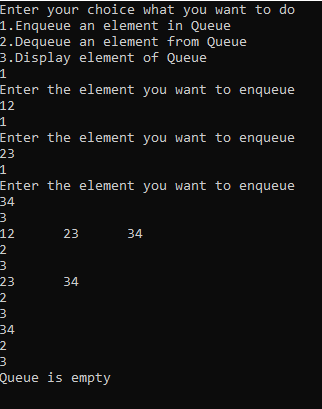 Enter your choice what you want to do
1.Enqueue an element in Queue
2.Dequeue an element from Queue
3.Display element of Queue
1
Enter the element you want to enqueue
12
1
Enter the element you want to enqueue
23
1
Enter the element you want to enqueue
34
3
12      23      34
2
3
23      34
2
3
34
2
3
Queue is empty